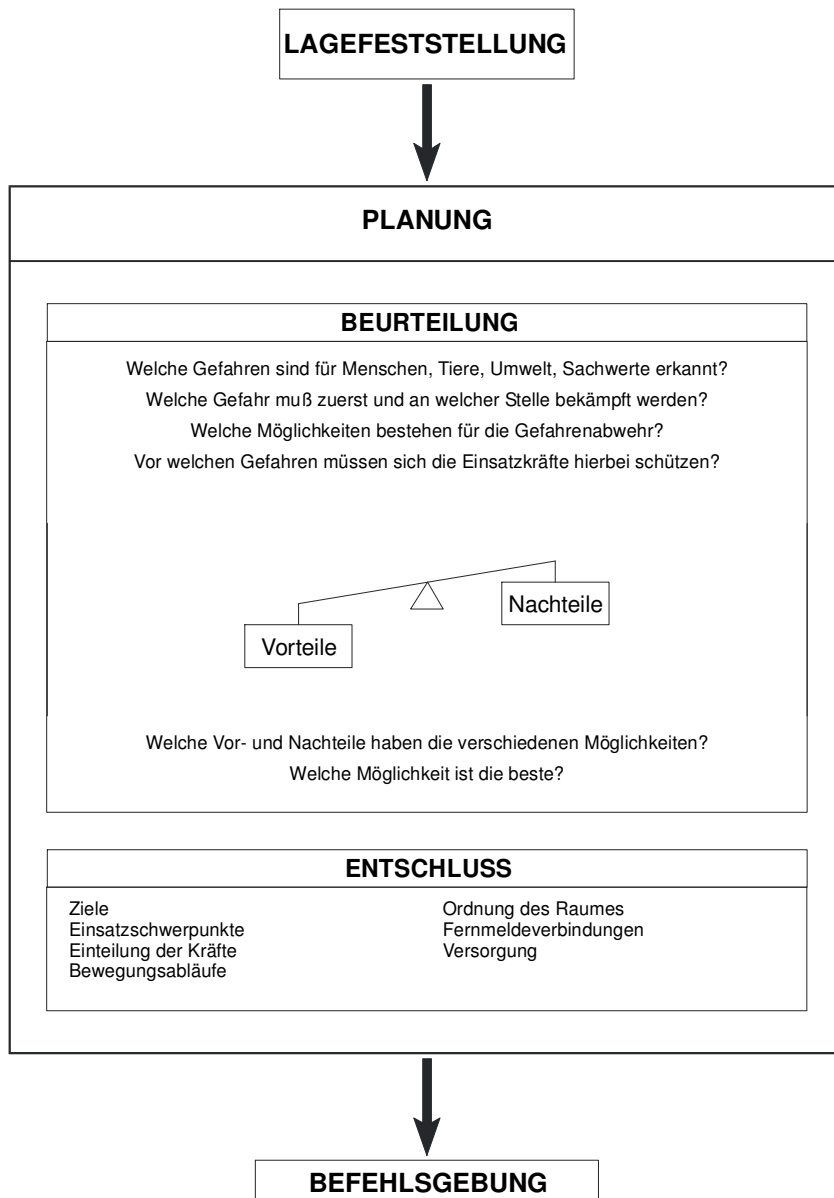 LAGEFESTSTELLUNG
PLANUNG
BEURTEILUNG
Welche Gefahren sind für Menschen, Tiere, Umwelt, Sachwerte erkannt?
Welche Gefahr muß zuerst und an welcher Stelle bekämpft werden?
Welche Möglichkeiten bestehen für die Gefahrenabwehr?
Vor welchen Gefahren müssen sich die Einsatzkräfte hierbei schützen?
Nachteile
Vorteile
Welche Vor- und Nachteile haben die verschiedenen Möglichkeiten?
Welche Möglichkeit ist die beste?
ENTSCHLUSS
Ziele
Einsatzschwerpunkte
Einteilung der Kräfte
Bewegungsabläufe
Ordnung des Raumes
Fernmeldeverbindungen
Versorgung
BEFEHLSGEBUNG